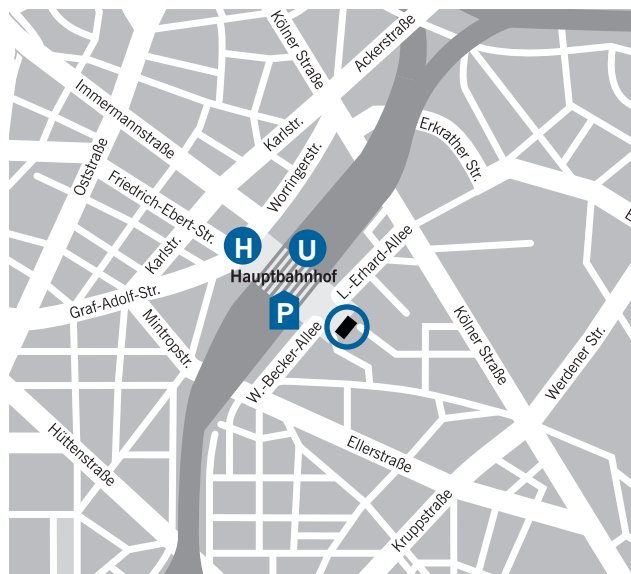 Kölner Straße
Ackerstraße
Immermannstraße
Karlstr.
Erkrather Str.
Oststraße
Worringerstr.
Friedrich-Ebert-Str.
Karlstr.
H
U
L.-Erhard-Allee
Hauptbahnhof
Graf-Adolf-Str.
P
Mintropstr.
W.-Becker-Allee
Kölner Straße
Werdener Str.
Hüttenstraße
Ellerstraße
Kruppstraße